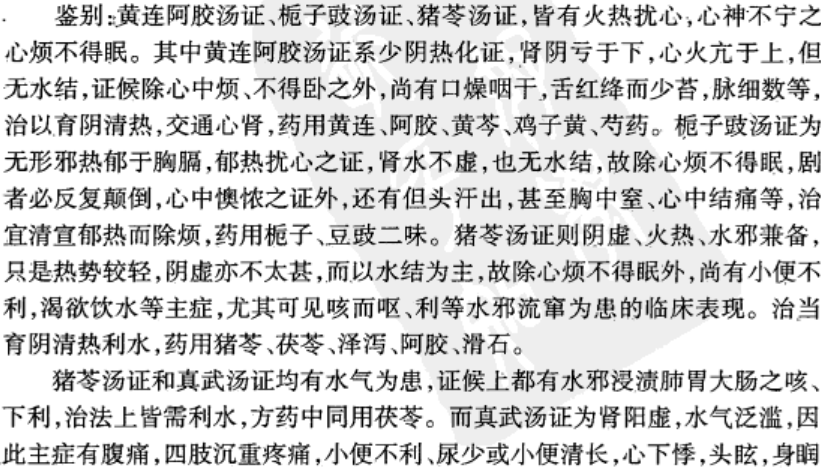 鉴别:黄连阿胶汤证、栀子豉汤证、猪苓汤证,皆有火热扰心,心神不宁之
心烦不得眠。其中黄连阿胶汤证系少阴热化证,肾阴亏于下,心火亢于上,但
无水结,证候除心中烦、不得卧之外,尚有口燥咽干,舌红绛而少苔,脉细数等,
治以育阴清热,交通心肾,药用黄连、阿胶、黄芩、鸡子黄、芍药。栀子豉汤证为
无形邪热郁于胸膈,郁热扰心之证,肾水不虚,也无水结,故除心烦不得眠,剧
者必反复颠倒,心中懊憹之证外,还有但头汗出,甚至胸中窒、心中结痛等,治
宜清宣郁热而除烦,药用栀子、豆豉二味。猪苓汤证则阴虚、火热、水邪兼备,
只是热势较轻,阴虚亦不太甚,而以水结为主,故除心烦不得眠外,尚有小便不
利,渴欲饮水等主症,尤其可见咳而呕、利等水邪流窜为患的临床表现。治当
育阴清热利水,药用猪苓、茯苓、泽泻、阿胶、滑石。
猪苓汤证和真武汤证均有水气为患,证候上都有水邪浸渍肺胃大肠之咳、
下利,治法上皆需利水,方药中同用茯苓。而真武汤证为肾阳虚,水气泛滥,因
此主症有腹痛,四肢沉重疼痛,小便不利、尿少或小便清长,心下悸,头眩,身瞤